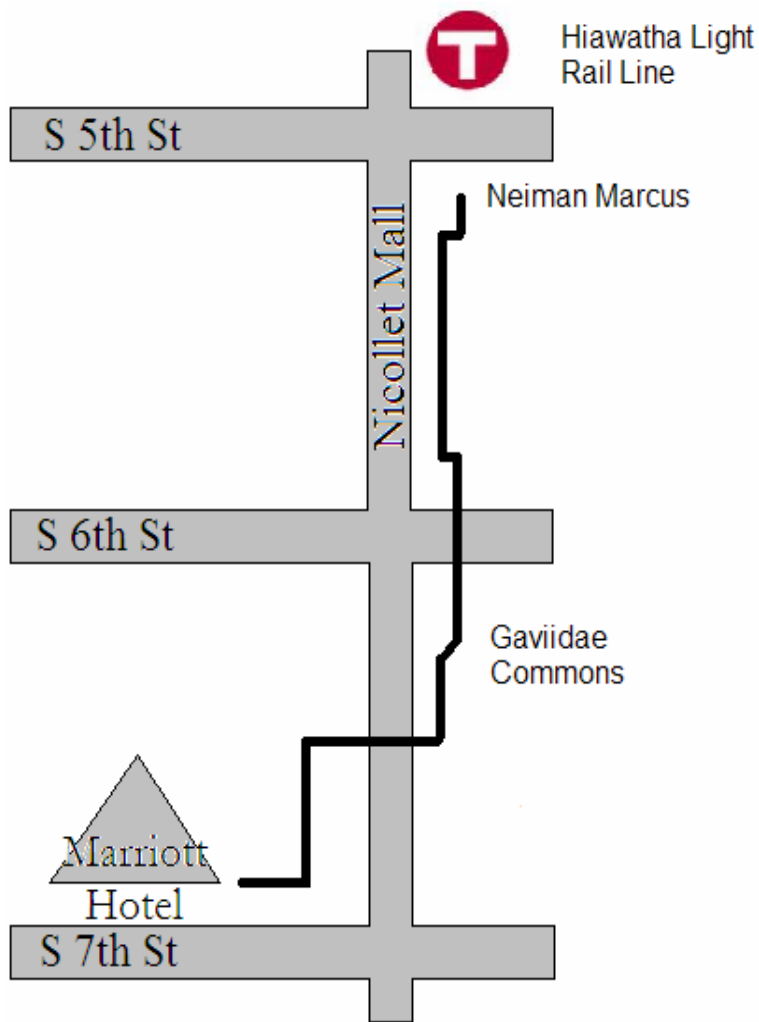 T
Hiawatha Light
Rail Line
S 5th St
Neiman Marcus
Nicollet Mall
S 6th St
Gaviidae
Commons
Marriott
Hotel
S 7th St